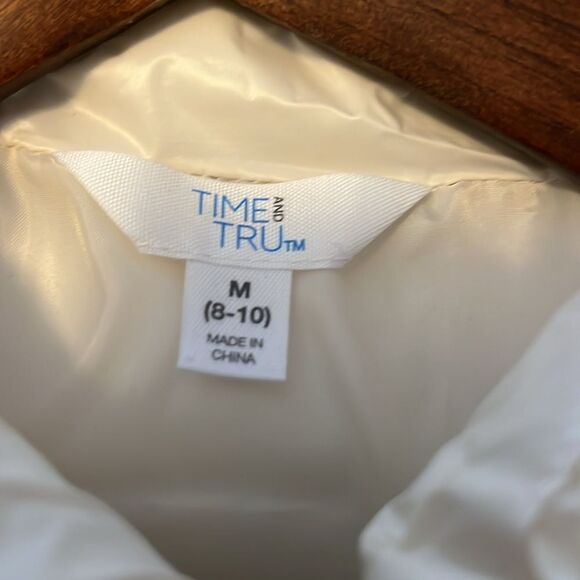 TIME AND
TRU™
M
(8-10)
MADE IN
CHINA